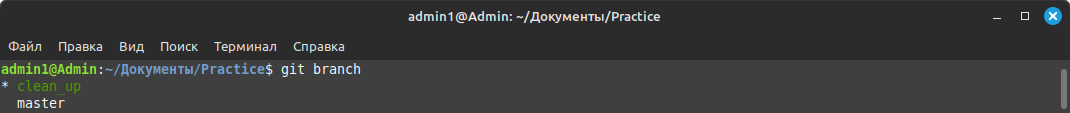 admin1@Admin: ~/Документы/Practice
Файл Правка Вид Поиск Терминал Справка
admin1@Admin:~/Документы/Practice$ git branch
* clean_up
  master